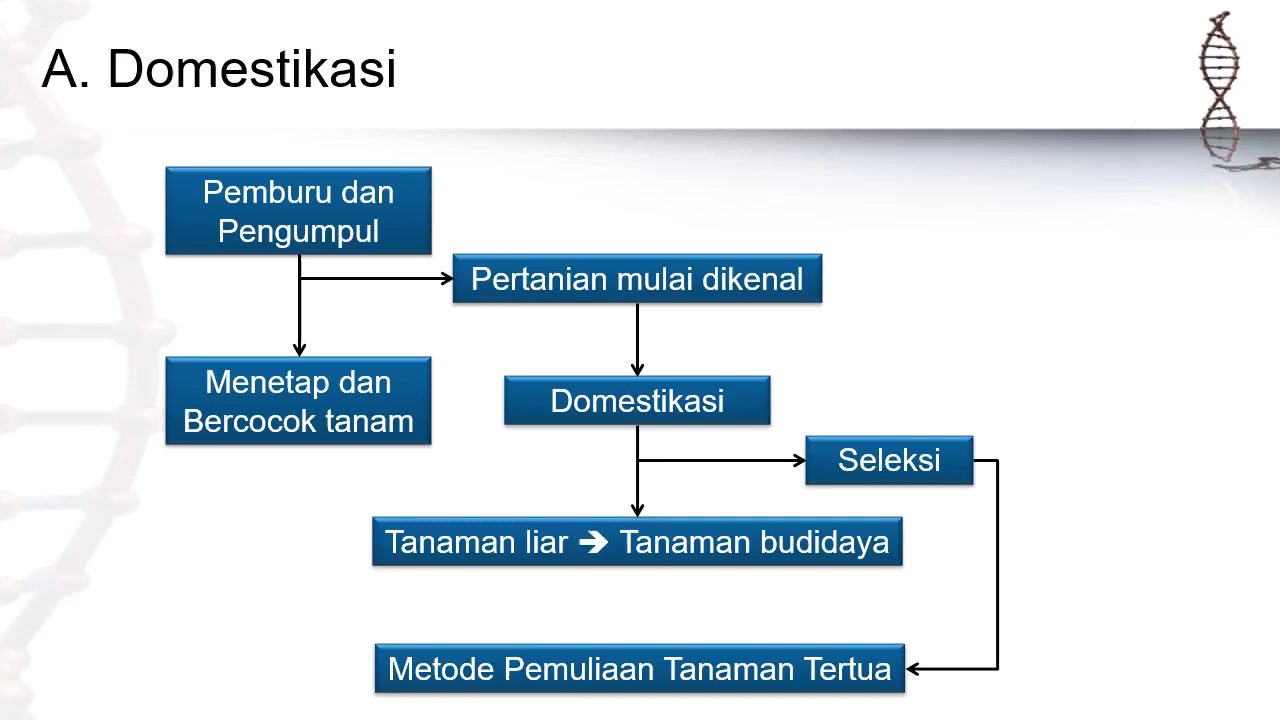 A. Domestikasi
Pemburu dan
Pengumpul
Pertanian mulai dikenal
Menetap dan
Bercocok tanam
Domestikasi
Seleksi
Tanaman liar ➔ Tanaman budidaya
Metode Pemuliaan Tanaman Tertua